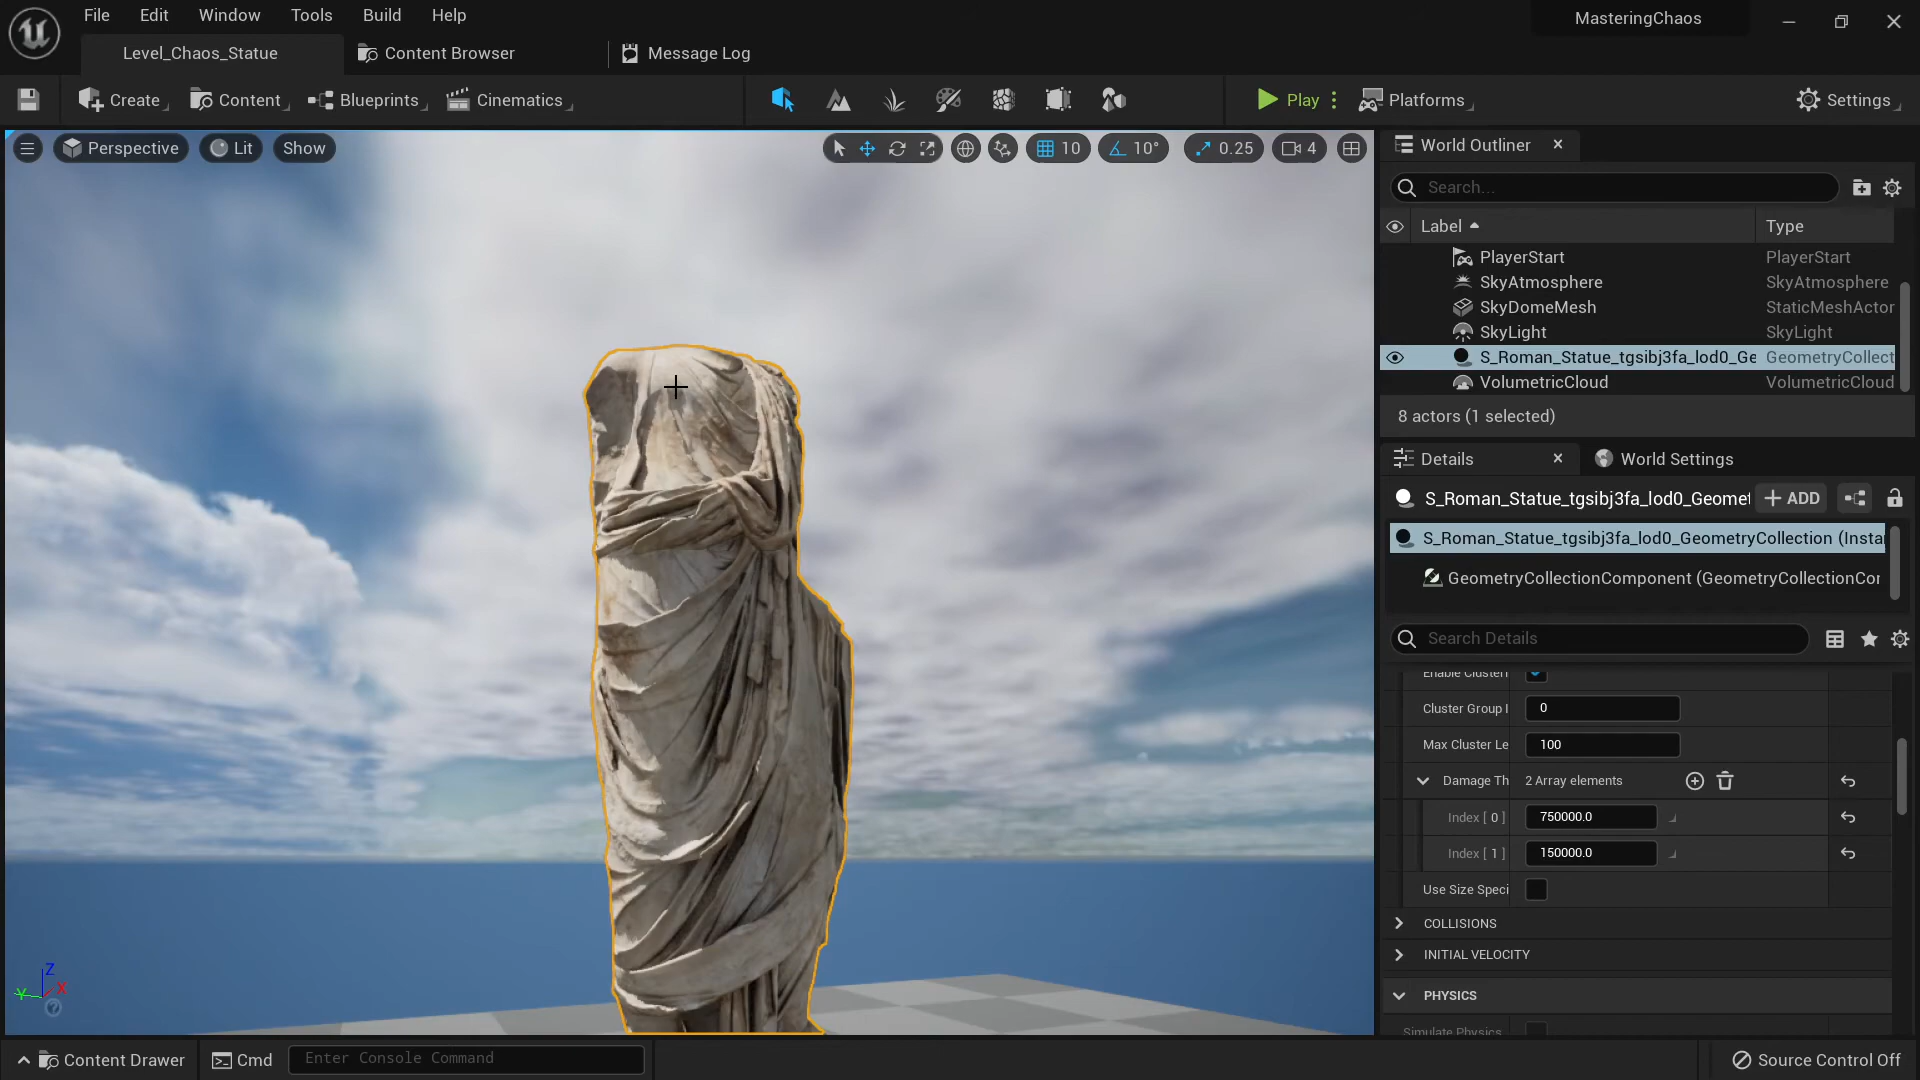 File Edit Window Tools Build Help
MasteringChaos
Level_Chaos_Statue
Content Browser
Message Log
Create
Content
Blueprints
Cinematics
Play
Platforms
Settings
Perspective
Lit
Show
10
10°
0.25
4
World Outliner
Search...
Label
Type
PlayerStart PlayerStart
SkyAtmosphere SkyAtmosphere
SkyDomeMesh StaticMeshActor
SkyLight SkyLight
S_Roman_Statue_tgsibj3fa_lod0_Ge GeometryCollect
VolumetricCloud VolumetricCloud
8 actors (1 selected)
Details
World Settings
S_Roman_Statue_tgsibj3fa_lod0_Geomet
ADD
S_Roman_Statue_tgsibj3fa_lod0_GeometryCollection (Insta
GeometryCollectionComponent (GeometryCollectionCor
Search Details
Enable Clusteri
Cluster Group I 0
Max Cluster Le 100
Damage Th 2 Array elements
Index [ 0 ] 750000.0
Index [ 1 ] 150000.0
Use Size Speci
COLLISIONS
INITIAL VELOCITY
PHYSICS
Simulate Physics
Z
Y
X
Content Drawer
Cmd
Enter Console Command
Source Control Off